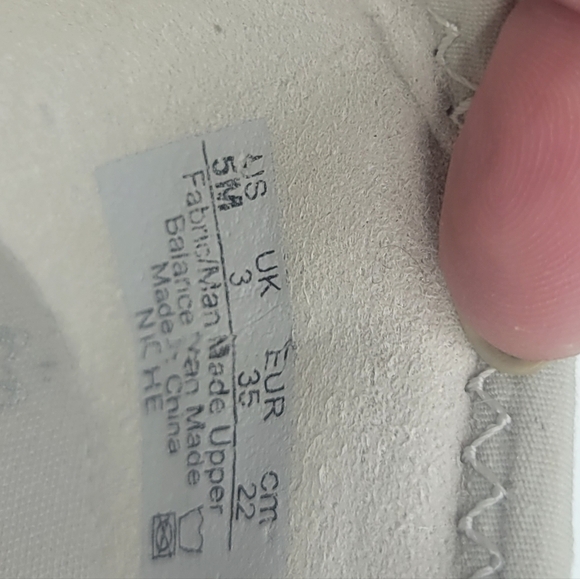 US UK EUR cm
5M 3 35 22
Fabric/Man Made Upper
Balance Man Made
Made in China
NICHE